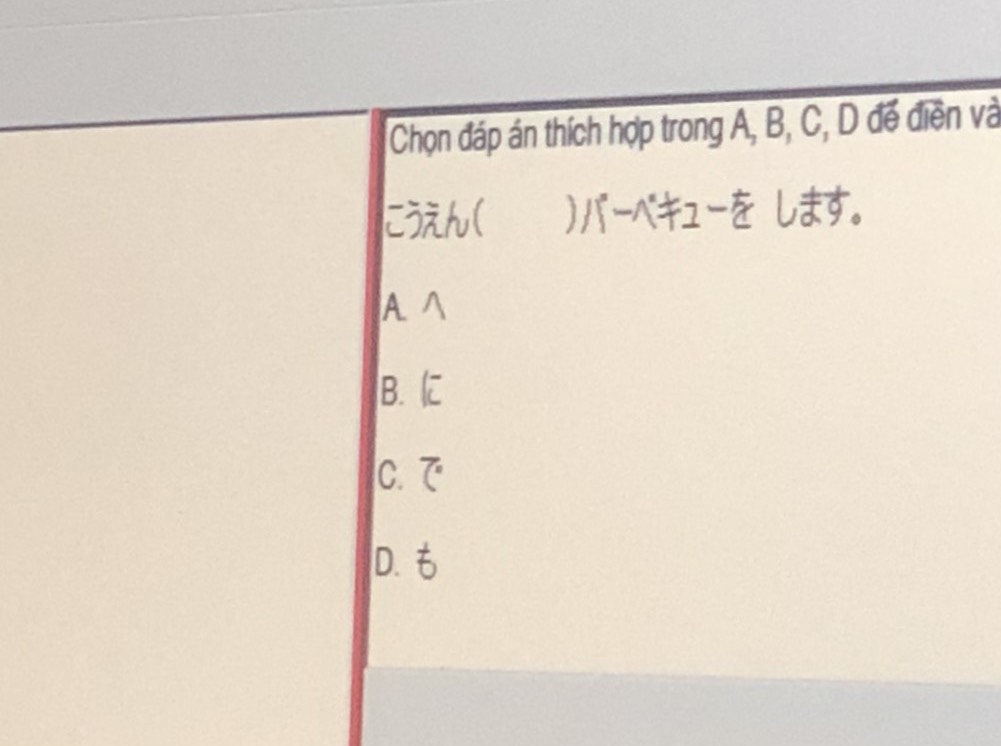 Chọn đáp án thích hợp trong A, B, C, D để điền và
こうえん( )バーベキューを します。
A. へ
B. に
C. で
D. も